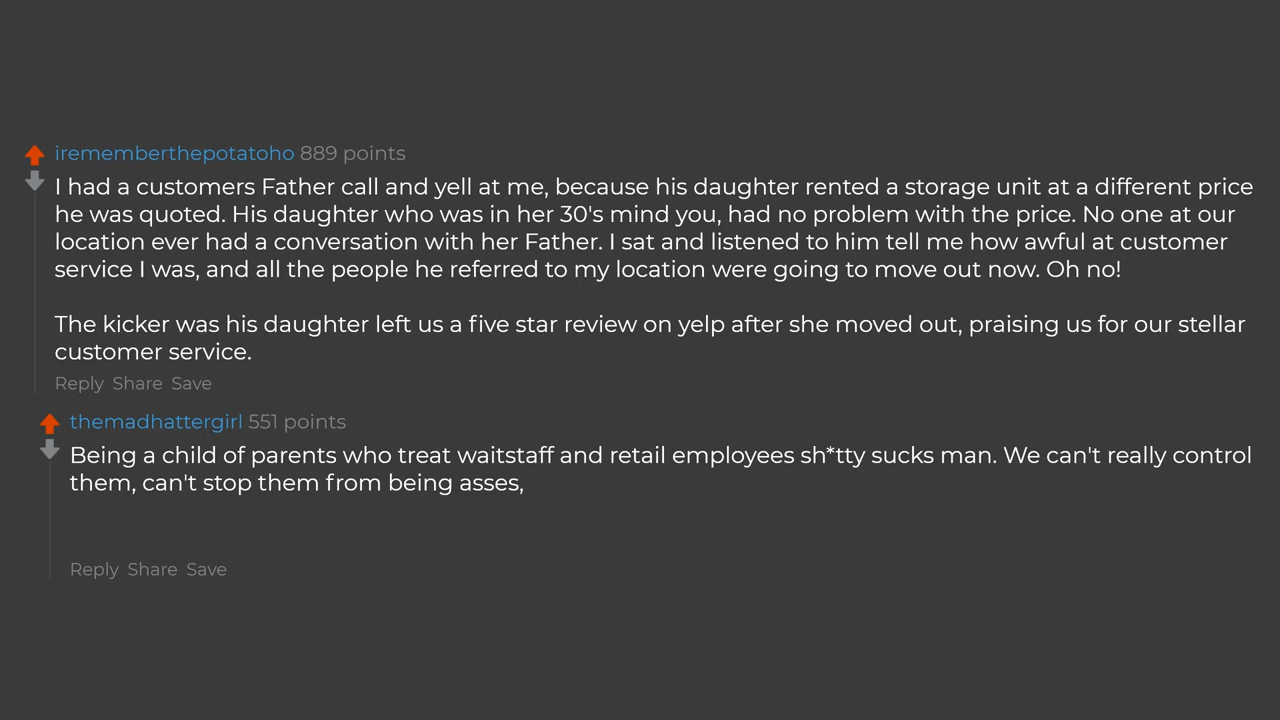 irememberthepotatoho 889 points
I had a customers Father call and yell at me, because his daughter rented a storage unit at a different price
he was quoted. His daughter who was in her 30's mind you, had no problem with the price. No one at our
location ever had a conversation with her Father. I sat and listened to him tell me how awful at customer
service I was, and all the people he referred to my location were going to move out now. Oh no!
The kicker was his daughter left us a five star review on yelp after she moved out, praising us for our stellar
customer service.
Reply Share Save
themadhattergirl 551 points
Being a child of parents who treat waitstaff and retail employees sh*tty sucks man. We can't really control
them, can't stop them from being asses,
Reply Share Save